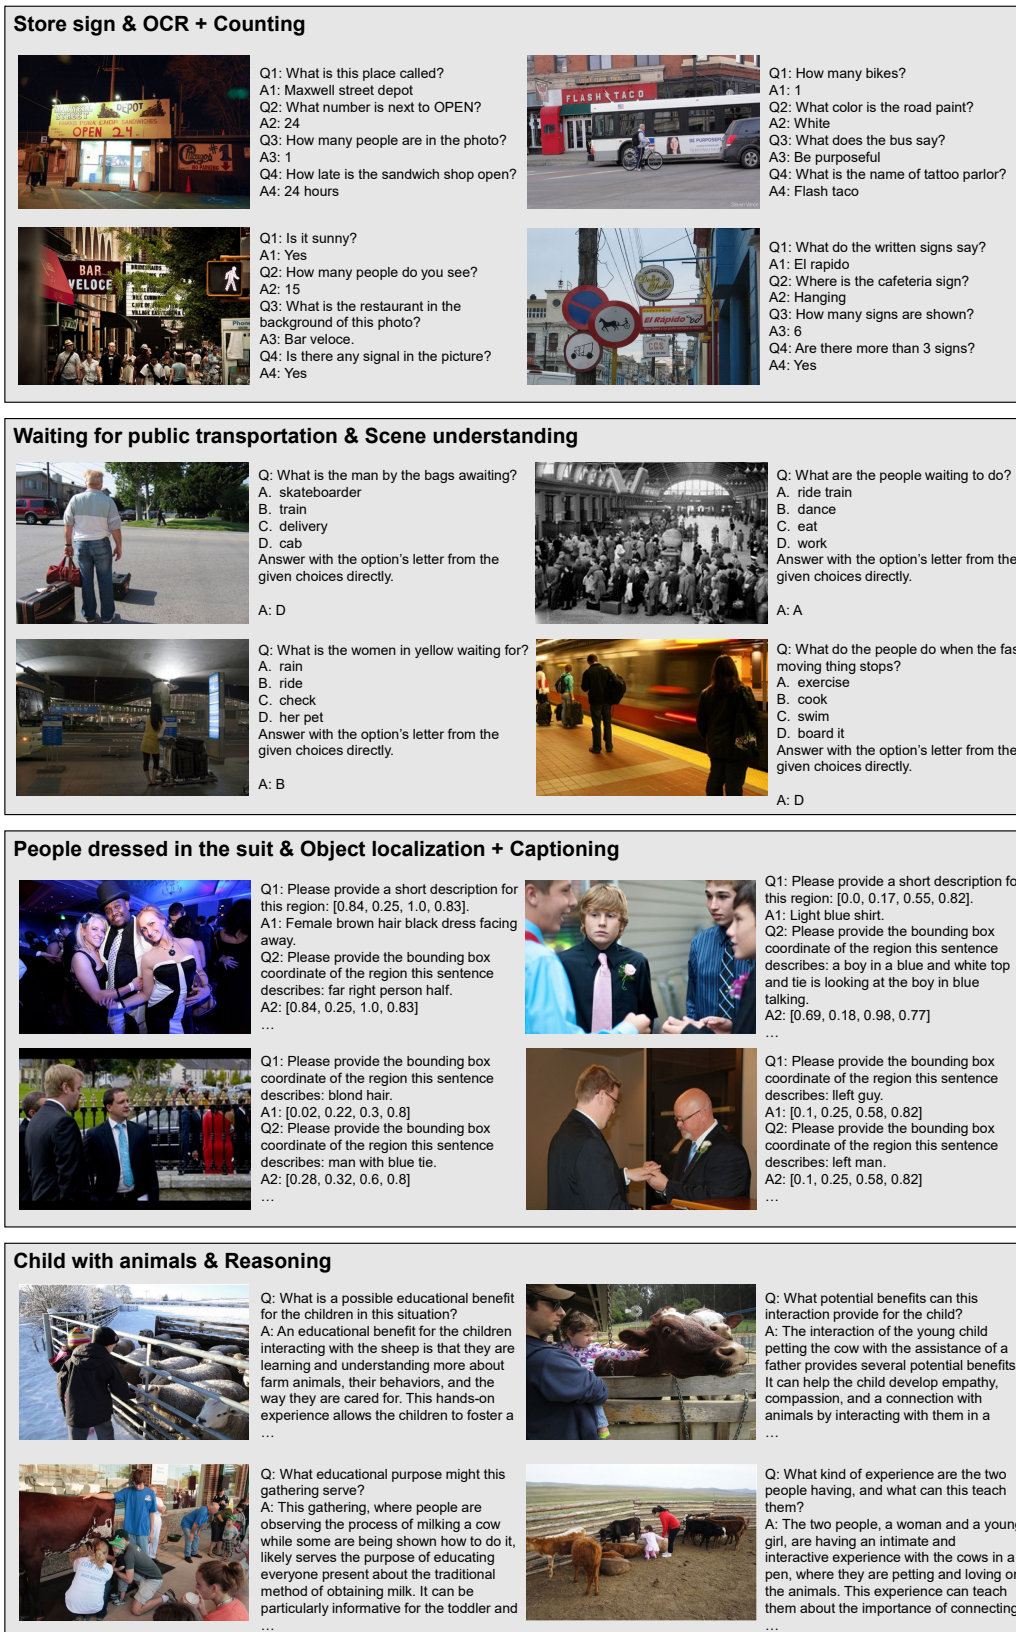 Store sign & OCR + Counting
MAXWELL STREET DEPOT
OPEN 24
Chicago's #1
Q1: What is this place called?
A1: Maxwell street depot
Q2: What number is next to OPEN?
A2: 24
Q3: How many people are in the photo?
A3: 1
Q4: How late is the sandwich shop open?
A4: 24 hours
FLASH TACO
BE PURPOSEFUL
Q1: How many bikes?
A1: 1
Q2: What color is the road paint?
A2: White
Q3: What does the bus say?
A3: Be purposeful
Q4: What is the name of tattoo parlor?
A4: Flash taco
BAR
VELOCE
BRIDESMAIDS
Phone
Q1: Is it sunny?
A1: Yes
Q2: How many people do you see?
A2: 15
Q3: What is the restaurant in the
background of this photo?
A3: Bar veloce.
Q4: Is there any signal in the picture?
A4: Yes
El Rápido
Q1: What do the written signs say?
A1: El rapido
Q2: Where is the cafeteria sign?
A2: Hanging
Q3: How many signs are shown?
A3: 6
Q4: Are there more than 3 signs?
A4: Yes
Waiting for public transportation & Scene understanding
Q: What is the man by the bags awaiting?
A. skateboarder
B. train
C. delivery
D. cab
Answer with the option's letter from the
given choices directly.
A: D
Q: What are the people waiting to do?
A. ride train
B. dance
C. eat
D. work
Answer with the option's letter from the
given choices directly.
A: A
Q: What is the women in yellow waiting for?
A. rain
B. ride
C. check
D. her pet
Answer with the option's letter from the
given choices directly.
A: B
Q: What do the people do when the fas
moving thing stops?
A. exercise
B. cook
C. swim
D. board it
Answer with the option's letter from the
given choices directly.
A: D
People dressed in the suit & Object localization + Captioning
Q1: Please provide a short description for
this region: [0.84, 0.25, 1.0, 0.83].
A1: Female brown hair black dress facing
away.
Q2: Please provide the bounding box
coordinate of the region this sentence
describes: far right person half.
A2: [0.84, 0.25, 1.0, 0.83]
…
Q1: Please provide a short description fo
this region: [0.0, 0.17, 0.55, 0.82].
A1: Light blue shirt.
Q2: Please provide the bounding box
coordinate of the region this sentence
describes: a boy in a blue and white top
and tie is looking at the boy in blue
talking.
A2: [0.69, 0.18, 0.98, 0.77]
…
Q1: Please provide the bounding box
coordinate of the region this sentence
describes: blond hair.
A1: [0.02, 0.22, 0.3, 0.8]
Q2: Please provide the bounding box
coordinate of the region this sentence
describes: man with blue tie.
A2: [0.28, 0.32, 0.6, 0.8]
…
Q1: Please provide the bounding box
coordinate of the region this sentence
describes: lleft guy.
A1: [0.1, 0.25, 0.58, 0.82]
Q2: Please provide the bounding box
coordinate of the region this sentence
describes: left man.
A2: [0.1, 0.25, 0.58, 0.82]
…
Child with animals & Reasoning
Q: What is a possible educational benefit
for the children in this situation?
A: An educational benefit for the children
interacting with the sheep is that they are
learning and understanding more about
farm animals, their behaviors, and the
way they are cared for. This hands-on
experience allows the children to foster a
…
Q: What potential benefits can this
interaction provide for the child?
A: The interaction of the young child
petting the cow with the assistance of a
father provides several potential benefits
It can help the child develop empathy,
compassion, and a connection with
animals by interacting with them in a
…
Q: What educational purpose might this
gathering serve?
A: This gathering, where people are
observing the process of milking a cow
while some are being shown how to do it,
likely serves the purpose of educating
everyone present about the traditional
method of obtaining milk. It can be
particularly informative for the toddler and
…
Q: What kind of experience are the two
people having, and what can this teach
them?
A: The two people, a woman and a young
girl, are having an intimate and
interactive experience with the cows in a
pen, where they are petting and loving on
the animals. This experience can teach
them about the importance of connecting
…